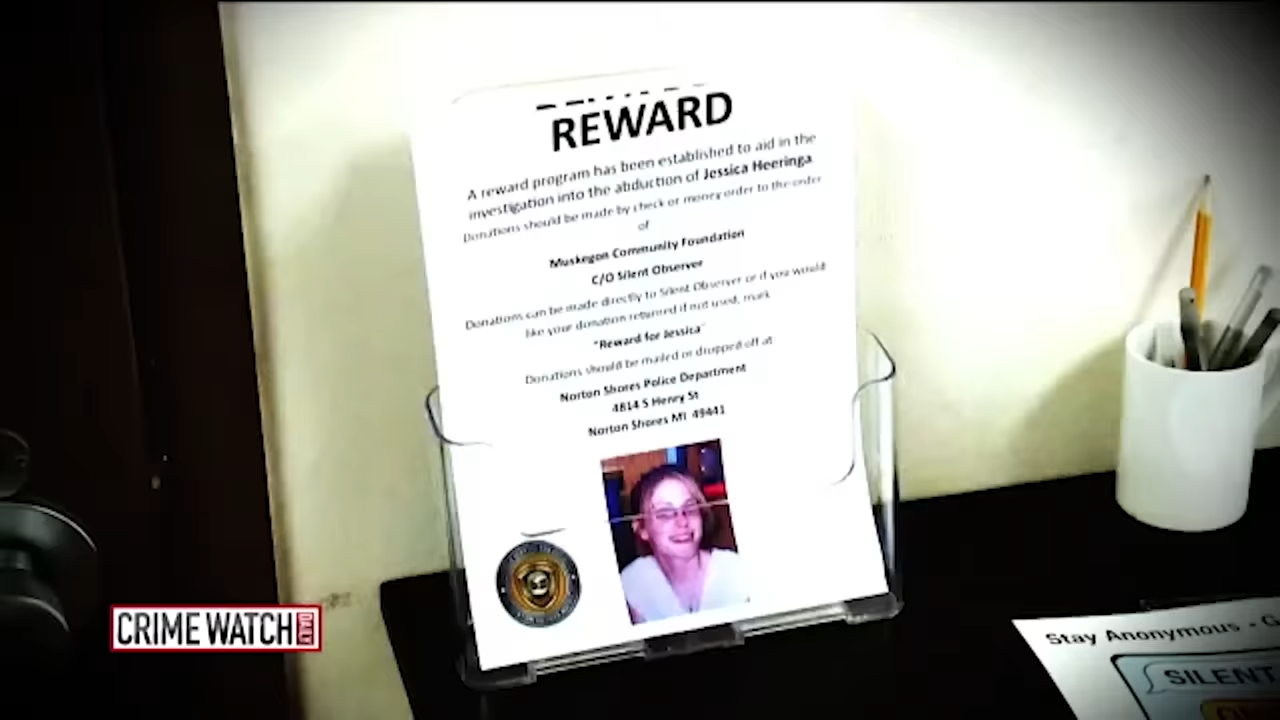 REWARD
A reward program has been established to aid in the
investigation into the abduction of Jessica Heeringa
Donations should be made by check or money order to the order
of
Muskegon Community Foundation
C/O Silent Observer
Donations can be made directly to Silent Observer or if you would
like your donation returned if not used, mark
"Reward for Jessica"
Donations should be mailed or dropped off at
Norton Shores Police Department
4814 S Henry St
Norton Shores MI 49441
CRIME WATCH DAILY
Stay Anonymous -
SILENT